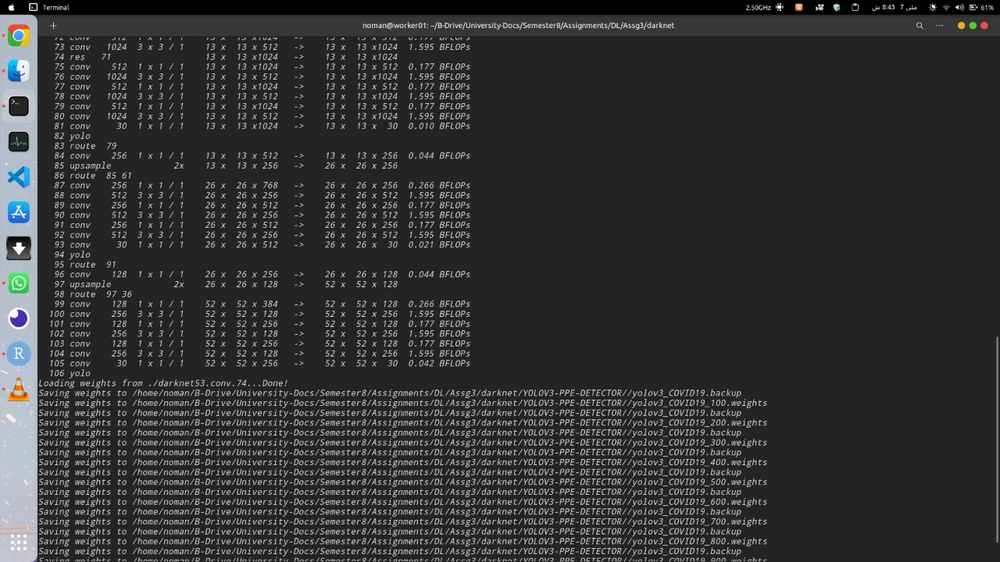 Terminal
2.50GHz
ش 8:43 ملی 7
61%
noman@worker01: ~/B-Drive/University-Docs/Semester8/Assignments/DL/Assg3/darknet
72 conv 512 1 x 1 / 1 13 x 13 x1024 -> 13 x 13 x 512 0.177 BFLOPs
73 conv 1024 3 x 3 / 1 13 x 13 x 512 -> 13 x 13 x1024 1.595 BFLOPs
74 res 71 13 x 13 x1024 -> 13 x 13 x1024
75 conv 512 1 x 1 / 1 13 x 13 x1024 -> 13 x 13 x 512 0.177 BFLOPs
76 conv 1024 3 x 3 / 1 13 x 13 x 512 -> 13 x 13 x1024 1.595 BFLOPs
77 conv 512 1 x 1 / 1 13 x 13 x1024 -> 13 x 13 x 512 0.177 BFLOPs
78 conv 1024 3 x 3 / 1 13 x 13 x 512 -> 13 x 13 x1024 1.595 BFLOPs
79 conv 512 1 x 1 / 1 13 x 13 x1024 -> 13 x 13 x 512 0.177 BFLOPs
80 conv 1024 3 x 3 / 1 13 x 13 x 512 -> 13 x 13 x1024 1.595 BFLOPs
81 conv 30 1 x 1 / 1 13 x 13 x1024 -> 13 x 13 x 30 0.010 BFLOPs
82 yolo
83 route 79
84 conv 256 1 x 1 / 1 13 x 13 x 512 -> 13 x 13 x 256 0.044 BFLOPs
85 upsample 2x 13 x 13 x 256 -> 26 x 26 x 256
86 route 85 61
87 conv 256 1 x 1 / 1 26 x 26 x 768 -> 26 x 26 x 256 0.266 BFLOPs
88 conv 512 3 x 3 / 1 26 x 26 x 256 -> 26 x 26 x 512 1.595 BFLOPs
89 conv 256 1 x 1 / 1 26 x 26 x 512 -> 26 x 26 x 256 0.177 BFLOPs
90 conv 512 3 x 3 / 1 26 x 26 x 256 -> 26 x 26 x 512 1.595 BFLOPs
91 conv 256 1 x 1 / 1 26 x 26 x 512 -> 26 x 26 x 256 0.177 BFLOPs
92 conv 512 3 x 3 / 1 26 x 26 x 256 -> 26 x 26 x 512 1.595 BFLOPs
93 conv 30 1 x 1 / 1 26 x 26 x 512 -> 26 x 26 x 30 0.021 BFLOPs
94 yolo
95 route 91
96 conv 128 1 x 1 / 1 26 x 26 x 256 -> 26 x 26 x 128 0.044 BFLOPs
97 upsample 2x 26 x 26 x 128 -> 52 x 52 x 128
98 route 97 36
99 conv 128 1 x 1 / 1 52 x 52 x 384 -> 52 x 52 x 128 0.266 BFLOPs
100 conv 256 3 x 3 / 1 52 x 52 x 128 -> 52 x 52 x 256 1.595 BFLOPs
101 conv 128 1 x 1 / 1 52 x 52 x 256 -> 52 x 52 x 128 0.177 BFLOPs
102 conv 256 3 x 3 / 1 52 x 52 x 128 -> 52 x 52 x 256 1.595 BFLOPs
103 conv 128 1 x 1 / 1 52 x 52 x 256 -> 52 x 52 x 128 0.177 BFLOPs
104 conv 256 3 x 3 / 1 52 x 52 x 128 -> 52 x 52 x 256 1.595 BFLOPs
105 conv 30 1 x 1 / 1 52 x 52 x 256 -> 52 x 52 x 30 0.042 BFLOPs
106 yolo
Loading weights from ./darknet53.conv.74...Done!
Saving weights to /home/noman/B-Drive/University-Docs/Semester8/Assignments/DL/Assg3/darknet/YOLOV3-PPE-DETECTOR//yolov3_COVID19.backup
Saving weights to /home/noman/B-Drive/University-Docs/Semester8/Assignments/DL/Assg3/darknet/YOLOV3-PPE-DETECTOR//yolov3_COVID19_100.weights
Saving weights to /home/noman/B-Drive/University-Docs/Semester8/Assignments/DL/Assg3/darknet/YOLOV3-PPE-DETECTOR//yolov3_COVID19.backup
Saving weights to /home/noman/B-Drive/University-Docs/Semester8/Assignments/DL/Assg3/darknet/YOLOV3-PPE-DETECTOR//yolov3_COVID19_200.weights
Saving weights to /home/noman/B-Drive/University-Docs/Semester8/Assignments/DL/Assg3/darknet/YOLOV3-PPE-DETECTOR//yolov3_COVID19.backup
Saving weights to /home/noman/B-Drive/University-Docs/Semester8/Assignments/DL/Assg3/darknet/YOLOV3-PPE-DETECTOR//yolov3_COVID19_300.weights
Saving weights to /home/noman/B-Drive/University-Docs/Semester8/Assignments/DL/Assg3/darknet/YOLOV3-PPE-DETECTOR//yolov3_COVID19.backup
Saving weights to /home/noman/B-Drive/University-Docs/Semester8/Assignments/DL/Assg3/darknet/YOLOV3-PPE-DETECTOR//yolov3_COVID19_400.weights
Saving weights to /home/noman/B-Drive/University-Docs/Semester8/Assignments/DL/Assg3/darknet/YOLOV3-PPE-DETECTOR//yolov3_COVID19.backup
Saving weights to /home/noman/B-Drive/University-Docs/Semester8/Assignments/DL/Assg3/darknet/YOLOV3-PPE-DETECTOR//yolov3_COVID19_500.weights
Saving weights to /home/noman/B-Drive/University-Docs/Semester8/Assignments/DL/Assg3/darknet/YOLOV3-PPE-DETECTOR//yolov3_COVID19.backup
Saving weights to /home/noman/B-Drive/University-Docs/Semester8/Assignments/DL/Assg3/darknet/YOLOV3-PPE-DETECTOR//yolov3_COVID19_600.weights
Saving weights to /home/noman/B-Drive/University-Docs/Semester8/Assignments/DL/Assg3/darknet/YOLOV3-PPE-DETECTOR//yolov3_COVID19.backup
Saving weights to /home/noman/B-Drive/University-Docs/Semester8/Assignments/DL/Assg3/darknet/YOLOV3-PPE-DETECTOR//yolov3_COVID19_700.weights
Saving weights to /home/noman/B-Drive/University-Docs/Semester8/Assignments/DL/Assg3/darknet/YOLOV3-PPE-DETECTOR//yolov3_COVID19.backup
Saving weights to /home/noman/B-Drive/University-Docs/Semester8/Assignments/DL/Assg3/darknet/YOLOV3-PPE-DETECTOR//yolov3_COVID19_800.weights
Saving weights to /home/noman/B-Drive/University-Docs/Semester8/Assignments/DL/Assg3/darknet/YOLOV3-PPE-DETECTOR//yolov3_COVID19.backup
Saving weights to /home/noman/B-Drive/University-Docs/Semester8/Assignments/DL/Assg3/darknet/YOLOV3-PPE-DETECTOR//yolov3_COVID19_900.weights